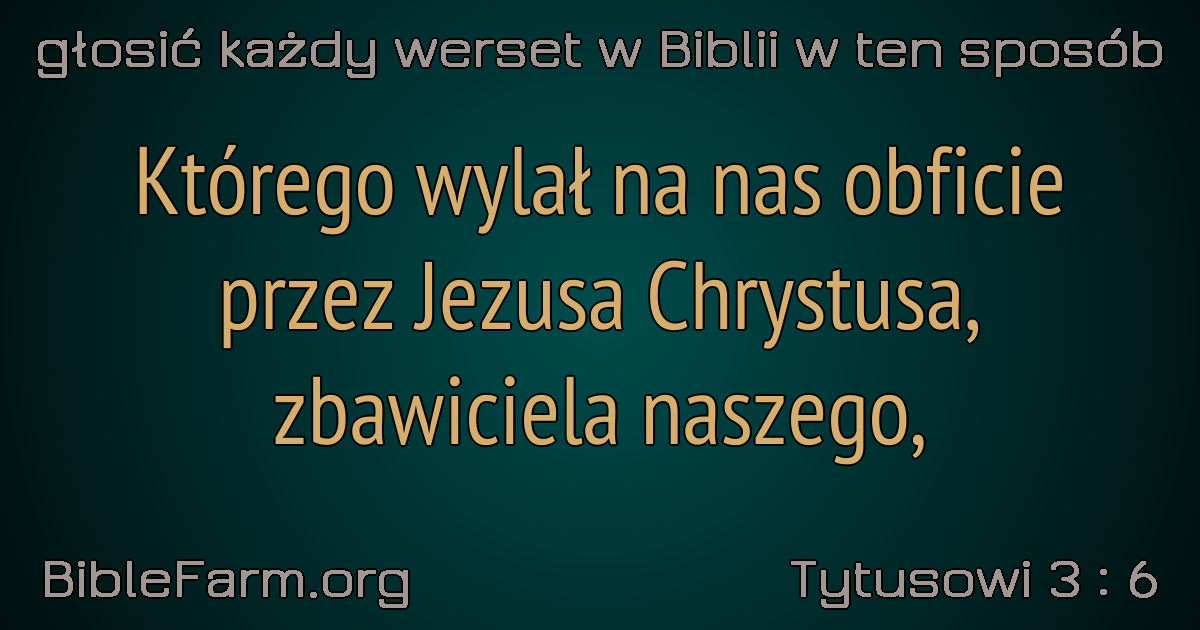 głosić każdy werset w Biblii w ten sposób
Którego wylał na nas obficie
przez Jezusa Chrystusa,
zbawiciela naszego,
BibleFarm.org
Tytusowi 3 : 6